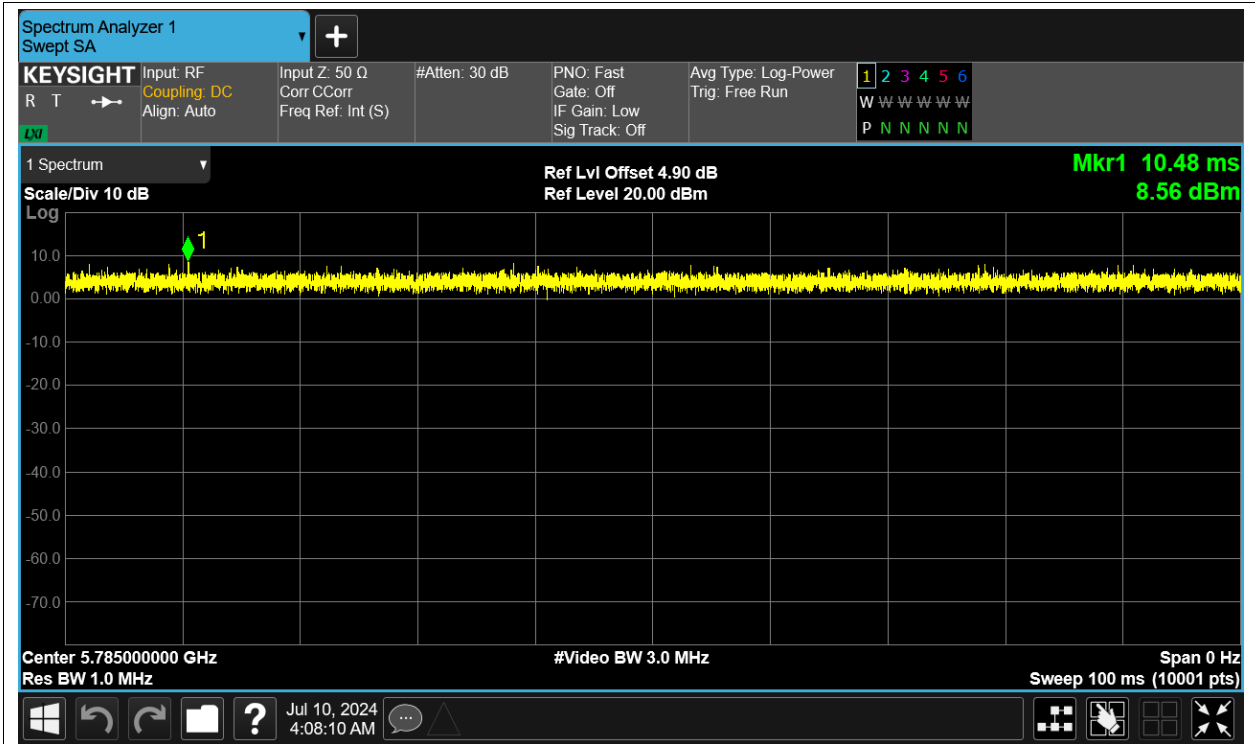 Spectrum Analyzer 1
Swept SA
KEYSIGHT
R T
LXI
Input: RF
Coupling: DC
Align: Auto
Input Z: 50 Ω
Corr CCorr
Freq Ref: Int (S)
#Atten: 30 dB
PNO: Fast
Gate: Off
IF Gain: Low
Sig Track: Off
Avg Type: Log-Power
Trig: Free Run
1 2 3 4 5 6
W W W W W W
P N N N N N
1 Spectrum
Scale/Div 10 dB
Log
Ref Lvl Offset 4.90 dB
Ref Level 20.00 dBm
Mkr1 10.48 ms
8.56 dBm
1
10.0
0.00
-10.0
-20.0
-30.0
-40.0
-50.0
-60.0
-70.0
Center 5.785000000 GHz
Res BW 1.0 MHz
#Video BW 3.0 MHz
Span 0 Hz
Sweep 100 ms (10001 pts)
?
Jul 10, 2024
4:08:10 AM